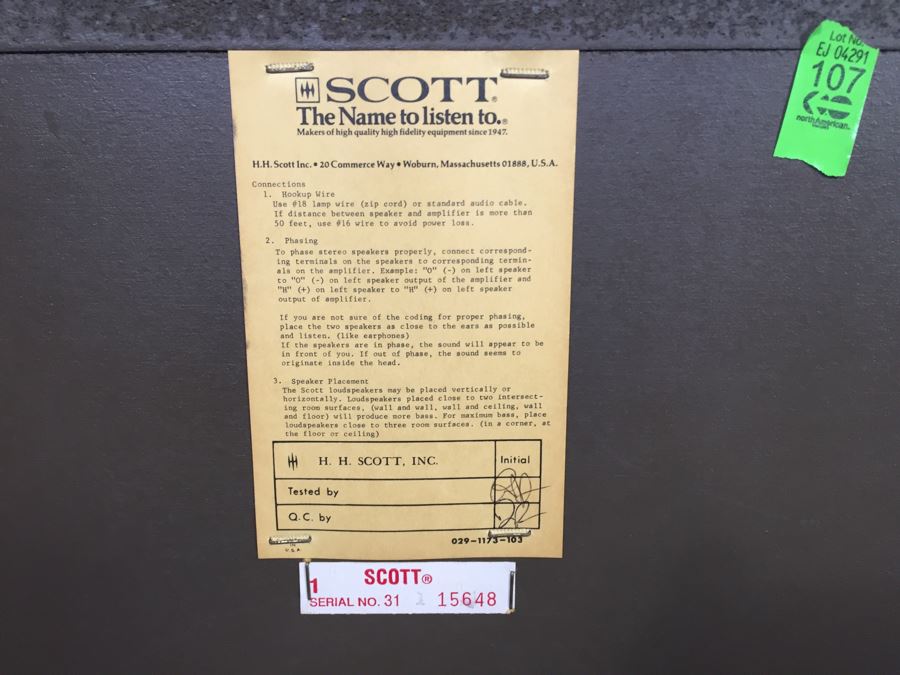 SCOTT®
The Name to listen to.®
Makers of high quality high fidelity equipment since 1947.
H.H. Scott Inc. • 20 Commerce Way • Woburn, Massachusetts 01888, U.S.A.
Connections
1. Hookup Wire
Use #18 lamp wire (zip cord) or standard audio cable.
If distance between speaker and amplifier is more than
50 feet, use #16 wire to avoid power loss.
2. Phasing
To phase stereo speakers properly, connect correspond-
ing terminals on the speakers to corresponding termin-
als on the amplifier. Example: "O" (-) on left speaker
to "O" (-) on left speaker output of the amplifier and
"H" (+) on left speaker to "H" (+) on left speaker
output of amplifier.
If you are not sure of the coding for proper phasing,
place the two speakers as close to the ears as possible
and listen. (like earphones)
If the speakers are in phase, the sound will appear to be
in front of you. If out of phase, the sound seems to
originate inside the head.
3. Speaker Placement
The Scott loudspeakers may be placed vertically or
horizontally. Loudspeakers placed close to two intersect-
ing room surfaces, (wall and wall, wall and ceiling, wall
and floor) will produce more bass. For maximum bass, place
loudspeakers close to three room surfaces. (in a corner, at
the floor or ceiling)
H. H. SCOTT, INC. Initial
Tested by
Q.C. by
029-1173-103
U.S.A
1 SCOTT®
SERIAL NO. 31 15648
Lot No.
EJ 04291
107
northAmerican